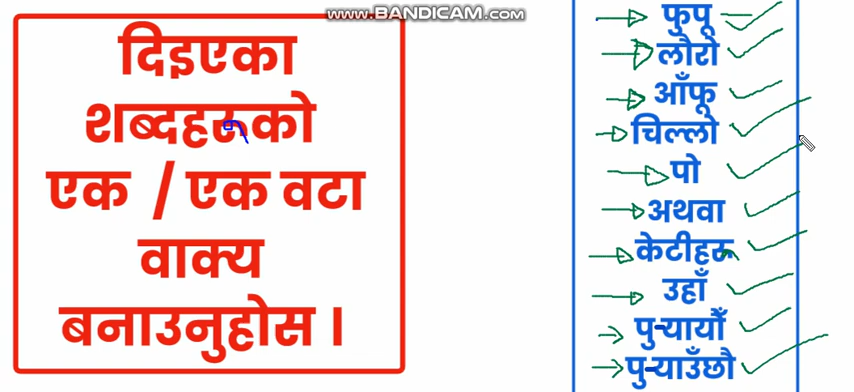 www.BANDICAM.com
दिइएका
शब्दहरूको
एक / एक वटा
वाक्य
बनाउनुहोस ।
फुपू
लौरो
आँफू
चिल्लो
पो
अथवा
केटीहरू
उहाँ
पुऱ्यायौँ
पुऱ्याउँछौ